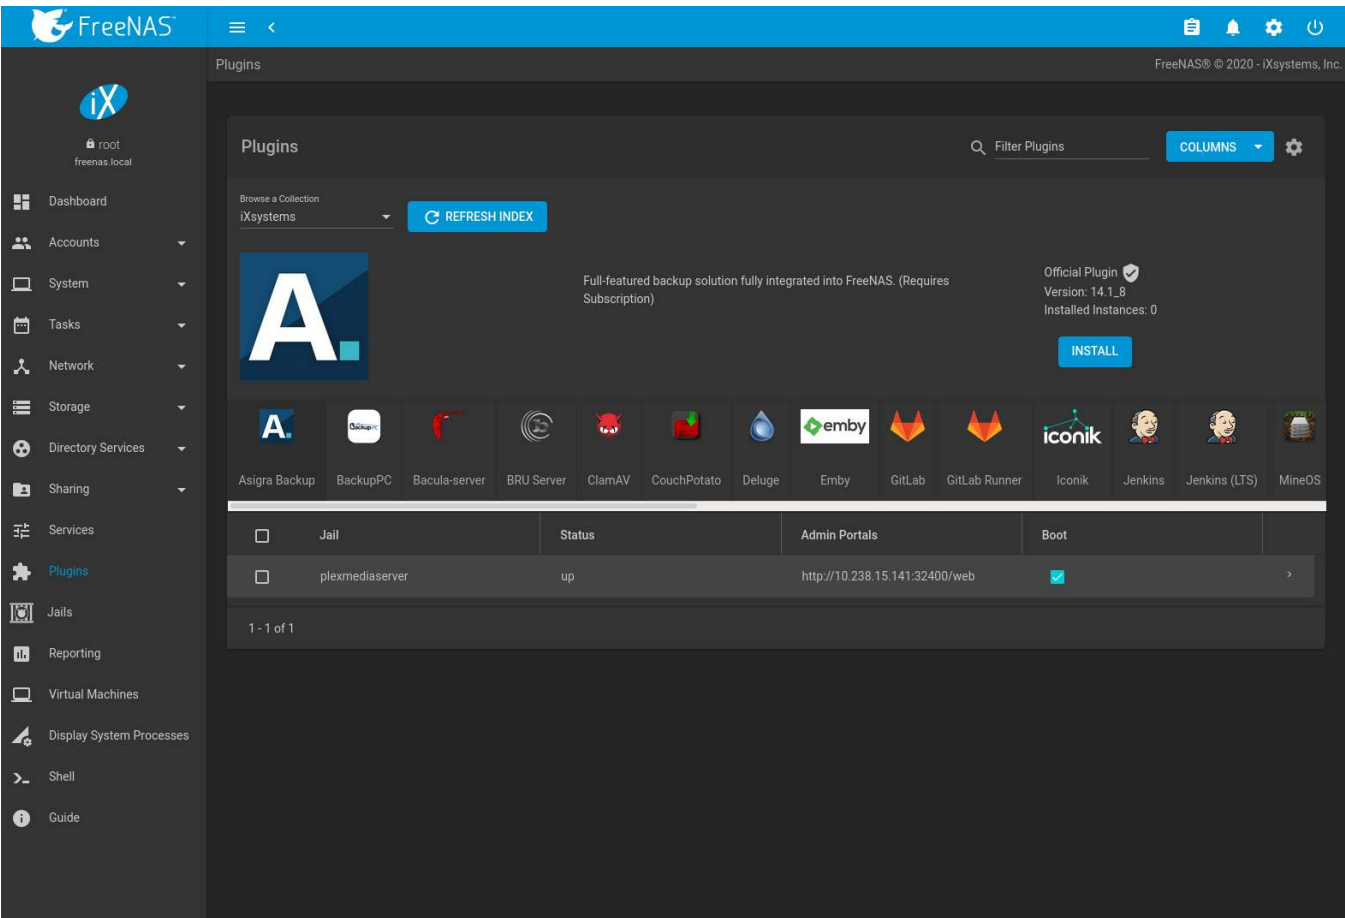 FreeNAS
Plugins
FreeNAS® © 2020 - iXsystems, Inc.
iX
root
freenas.local
Dashboard
Accounts
System
Tasks
Network
Storage
Directory Services
Sharing
Services
Plugins
Jails
Reporting
Virtual Machines
Display System Processes
Shell
Guide
Plugins
Filter Plugins
COLUMNS
Browse a Collection
iXsystems
REFRESH INDEX
A.
Full-featured backup solution fully integrated into FreeNAS. (Requires
Subscription)
Official Plugin
Version: 14.1_8
Installed Instances: 0
INSTALL
A.
BackupPC
emby
iconik
Asigra Backup
BackupPC
Bacula-server
BRU Server
ClamAV
CouchPotato
Deluge
Emby
GitLab
GitLab Runner
Iconik
Jenkins
Jenkins (LTS)
MineOS
Jail
Status
Admin Portals
Boot
plexmediaserver
up
http://10.238.15.141:32400/web
1 - 1 of 1